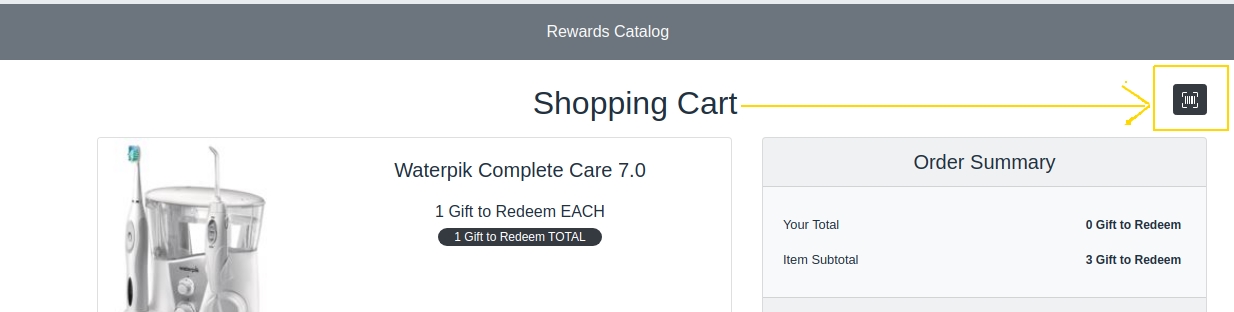 Rewards Catalog
Shopping Cart
Waterpik Complete Care 7.0
1 Gift to Redeem EACH
1 Gift to Redeem TOTAL
waterpik
Order Summary
Your Total 0 Gift to Redeem
Item Subtotal 3 Gift to Redeem